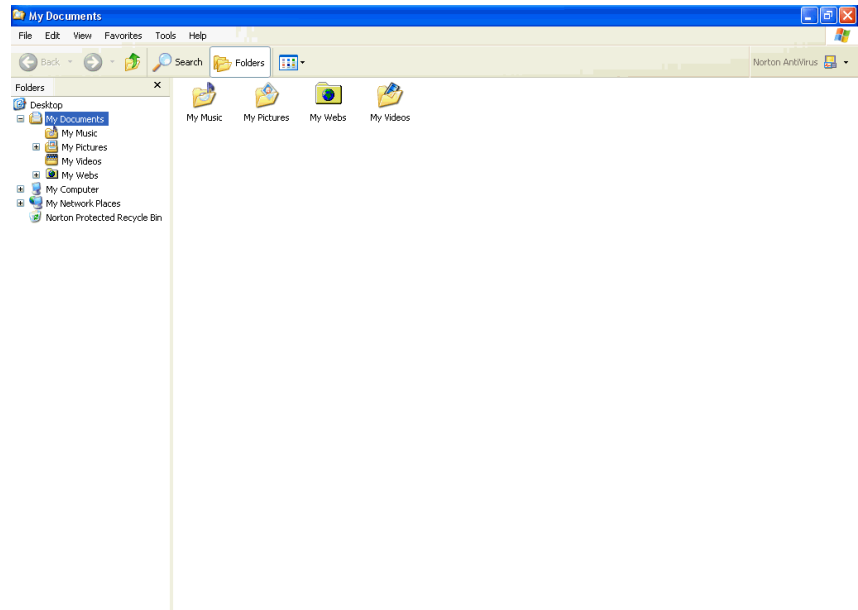 My Documents
File Edit View Favorites Tools Help
Back Search Folders Norton AntiVirus
Folders
Desktop
My Documents
My Music
My Pictures
My Videos
My Webs
My Computer
My Network Places
Norton Protected Recycle Bin
My Music My Pictures My Webs My Videos